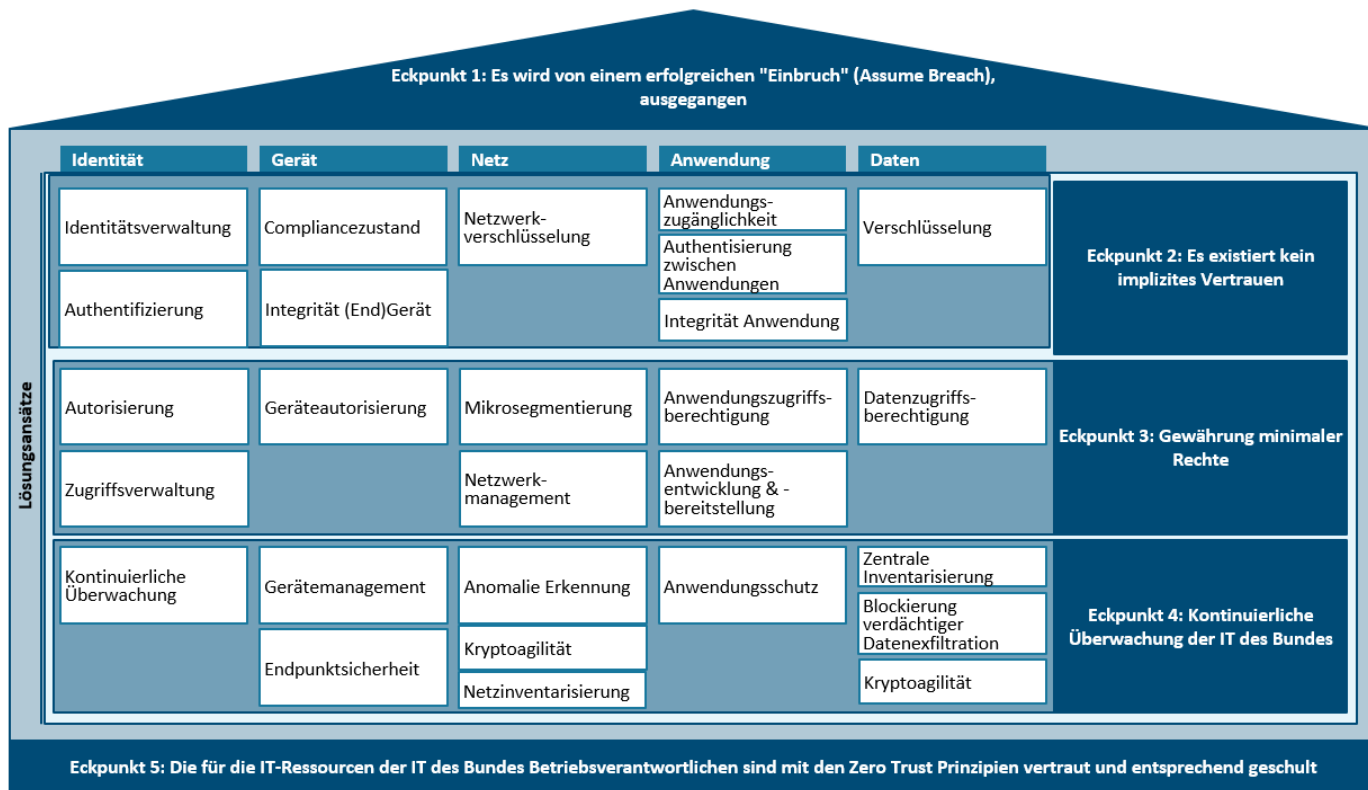 Eckpunkt 1: Es wird von einem erfolgreichen "Einbruch" (Assume Breach),
ausgegangen
Identität
Gerät
Netz
Anwendung
Daten
Lösungsansätze
Identitätsverwaltung
Authentifizierung
Compliancezustand
Integrität (End)Gerät
Netzwerk-
verschlüsselung
Anwendungs-
zugänglichkeit
Authentisierung
zwischen
Anwendungen
Integrität Anwendung
Verschlüsselung
Eckpunkt 2: Es existiert kein
implizites Vertrauen
Autorisierung
Zugriffsverwaltung
Geräteautorisierung
Mikrosegmentierung
Netzwerk-
management
Anwendungszugriffs-
berechtigung
Anwendungs-
entwicklung & -
bereitstellung
Datenzugriffs-
berechtigung
Eckpunkt 3: Gewährung minimaler
Rechte
Kontinuierliche
Überwachung
Gerätemanagement
Endpunktsicherheit
Anomalie Erkennung
Kryptoagilität
Netzinventarisierung
Anwendungsschutz
Zentrale
Inventarisierung
Blockierung
verdächtiger
Datenexfiltration
Kryptoagilität
Eckpunkt 4: Kontinuierliche
Überwachung der IT des Bundes
Eckpunkt 5: Die für die IT-Ressourcen der IT des Bundes Betriebsverantwortlichen sind mit den Zero Trust Prinzipien vertraut und entsprechend geschult